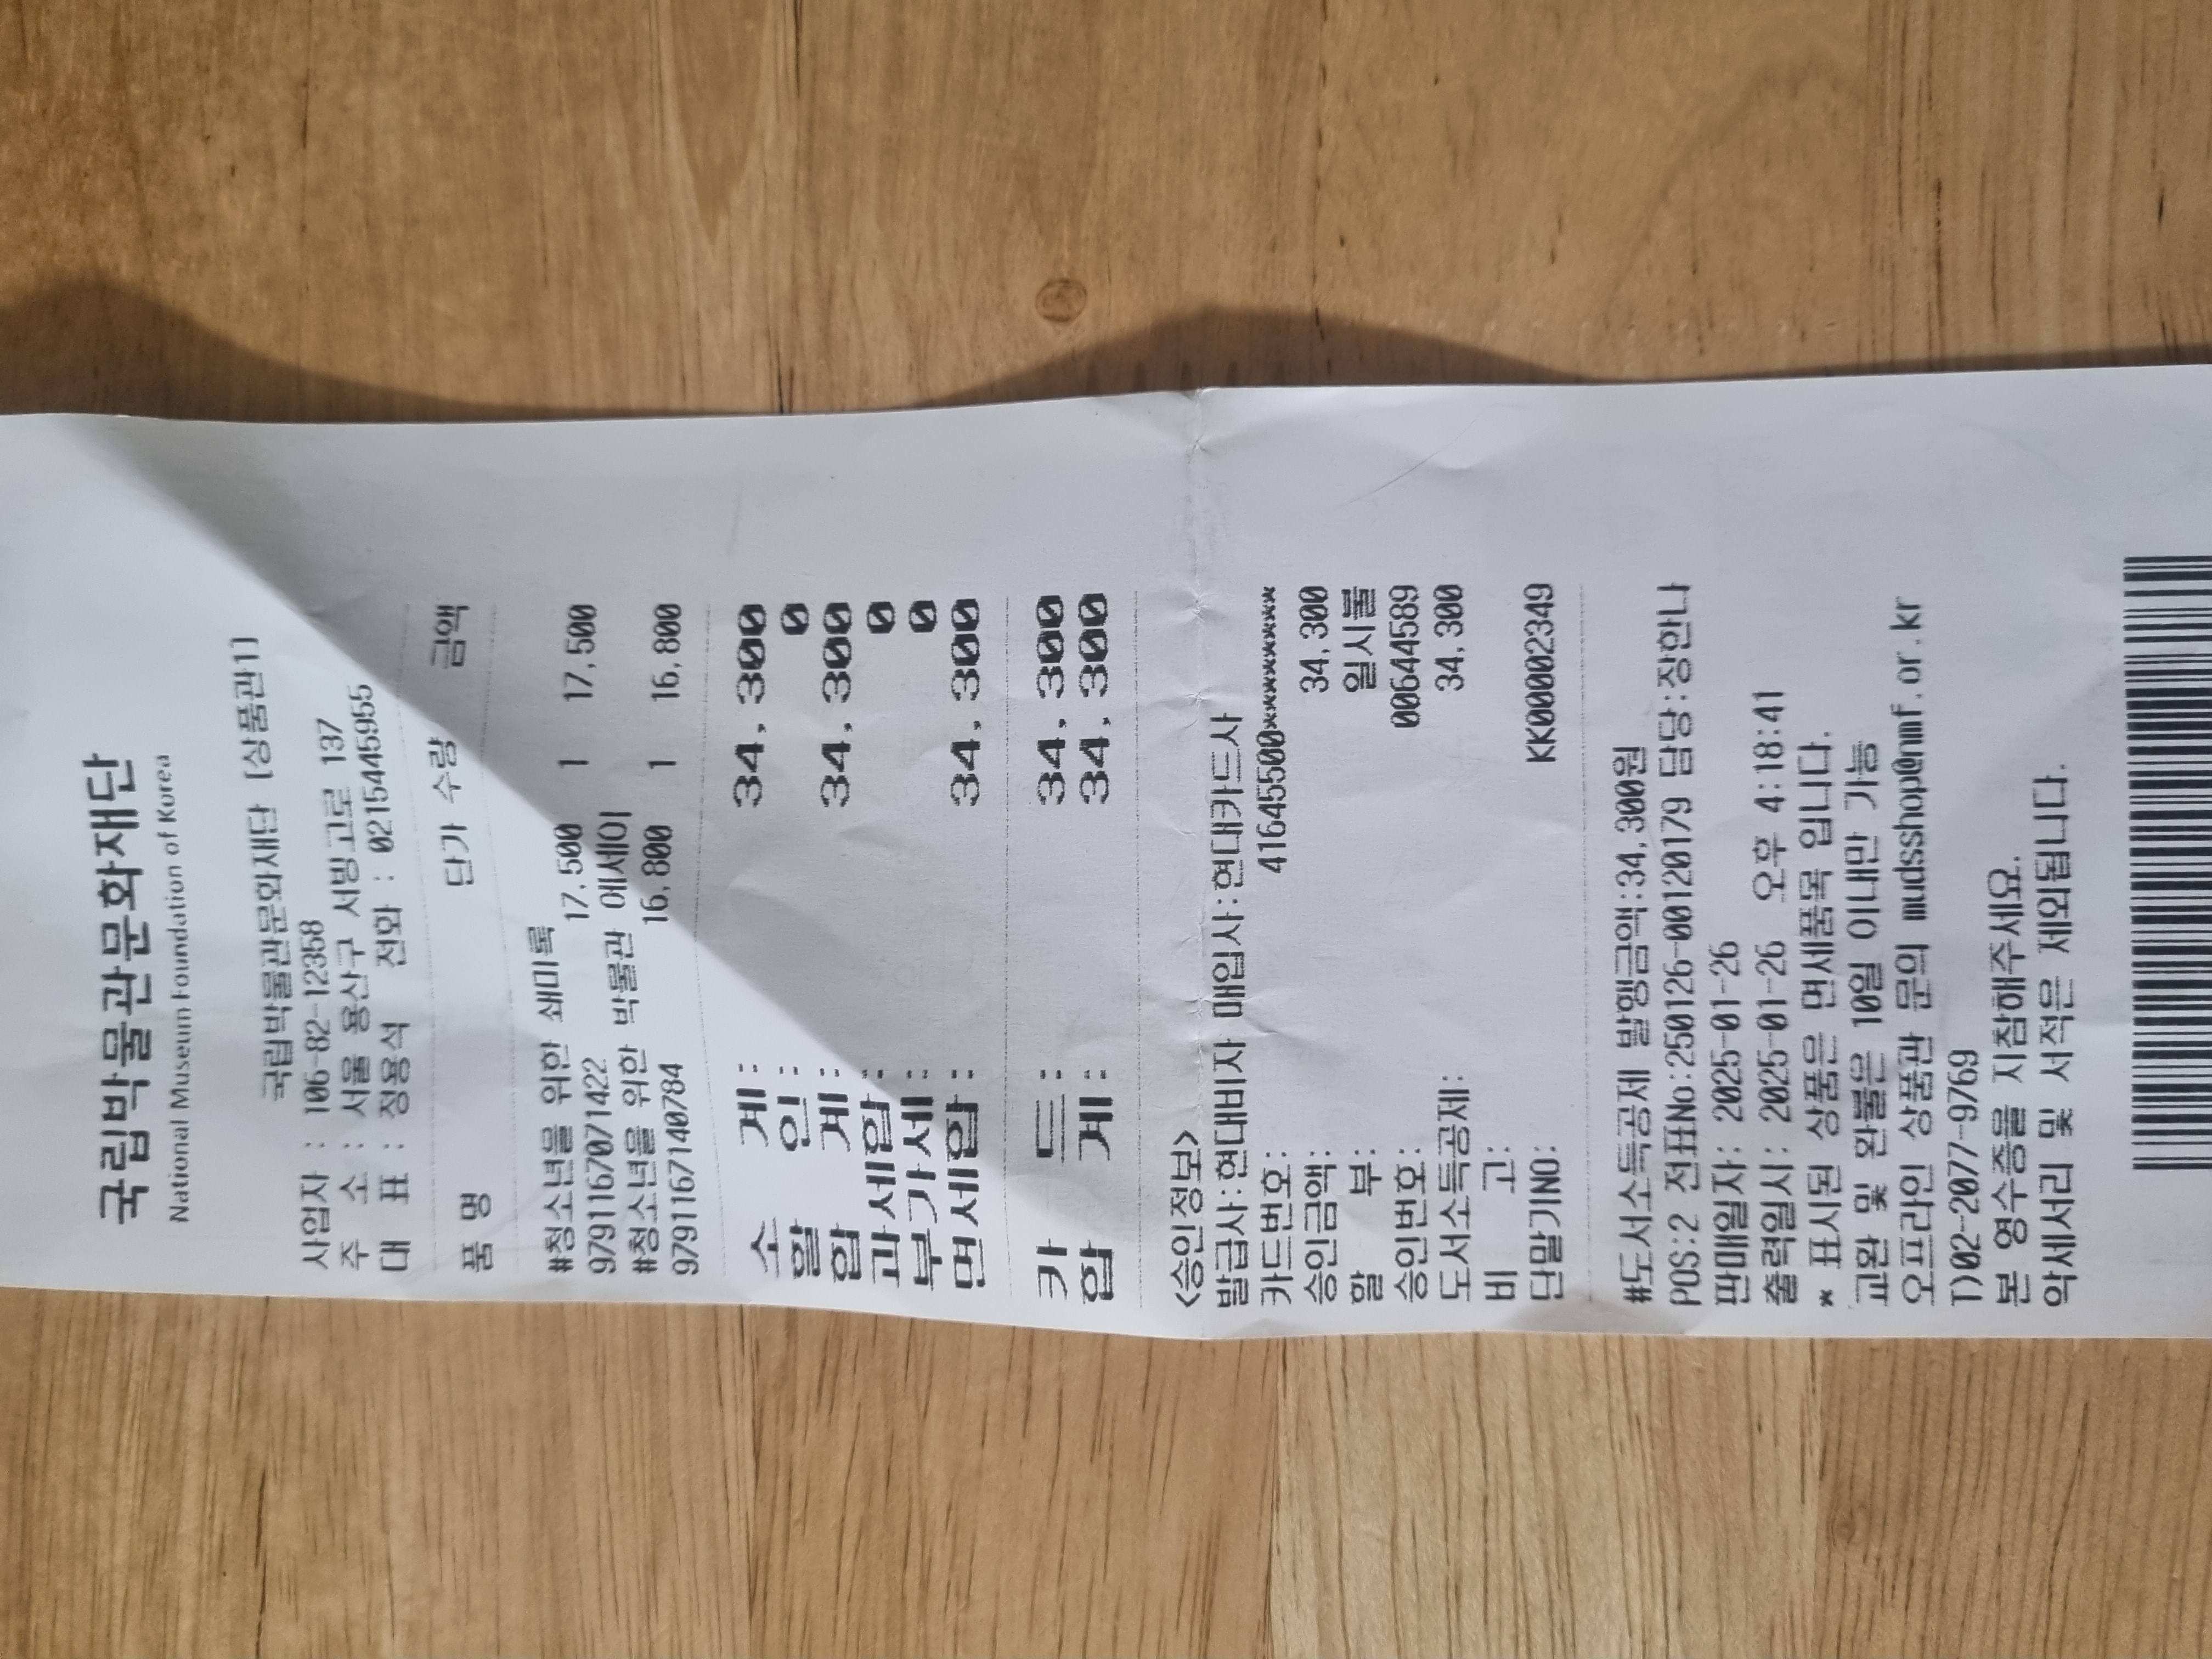 국립박물관문화재단
National Museum Foundation of Korea
국립박물관문화재단 [상품관1]
사업자 : 106-82-12358
주 소 : 서울 용산구 서빙고로 137
대 표 : 정용석 전화 : 0215445955
품 명 단가 수량 금액
#청소년을 위한 쇄미록
9791167071422 17,500 1 17,500
#청소년을 위한 박물관 에세이
9791167140784 16,800 1 16,800
소 계: 34,300
할 인: 0
합 계: 34,300
과세합: 0
부가세: 0
면세합: 34,300
카 드: 34,300
합 계: 34,300
<승인정보>
발급사:현대비자 매입사:현대카드사
카드번호: 41645500************
승인금액: 34,300
할 부: 일시불
승인번호: 00644589
도서소득공제: 34,300
비 고:
단말기NO: KK00002349
#도서소득공제 발행금액:34,300원
POS:2 전표No:250126-00120179 담당:장한나
판매일자: 2025-01-26
출력일시: 2025-01-26 오후 4:18:41
* 표시된 상품은 면세품목 입니다.
교환 및 환불은 10일 이내만 가능
오프라인 상품관 문의 mudsshop@nmf.or.kr
T)02-2077-9769
본 영수증을 지참해주세요.
악세서리 및 서적은 제외됩니다.